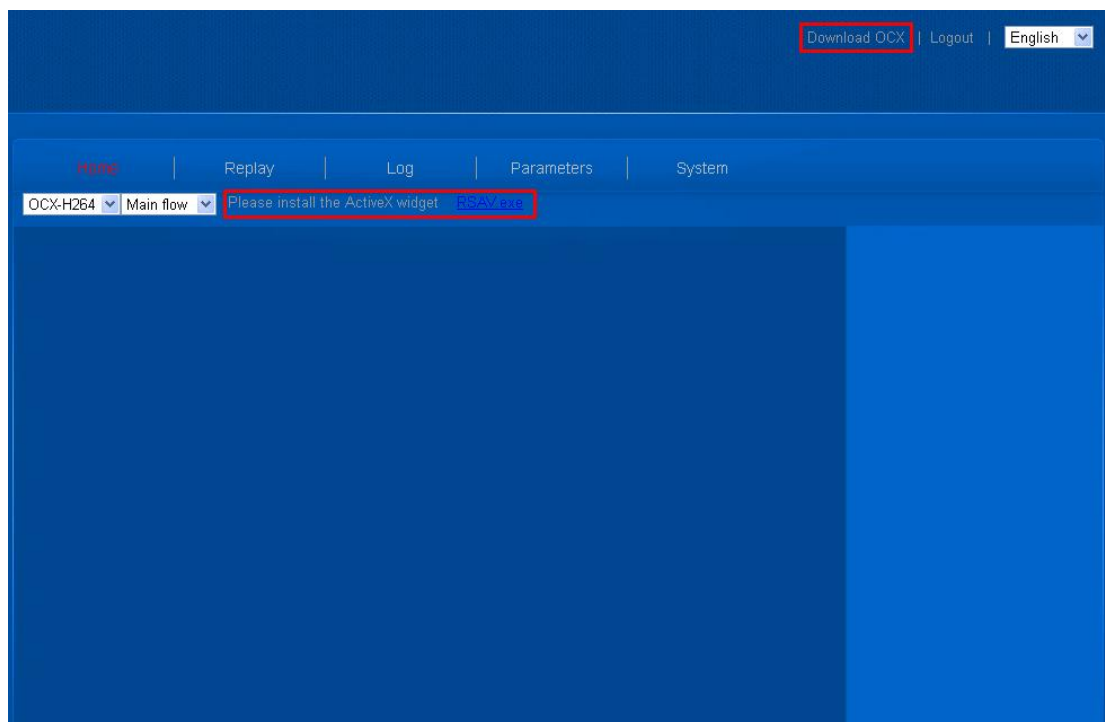 Download OCX | Logout | English
Home | Replay | Log | Parameters | System
OCX-H264 Main flow Please install the ActiveX widget RSAV.exe